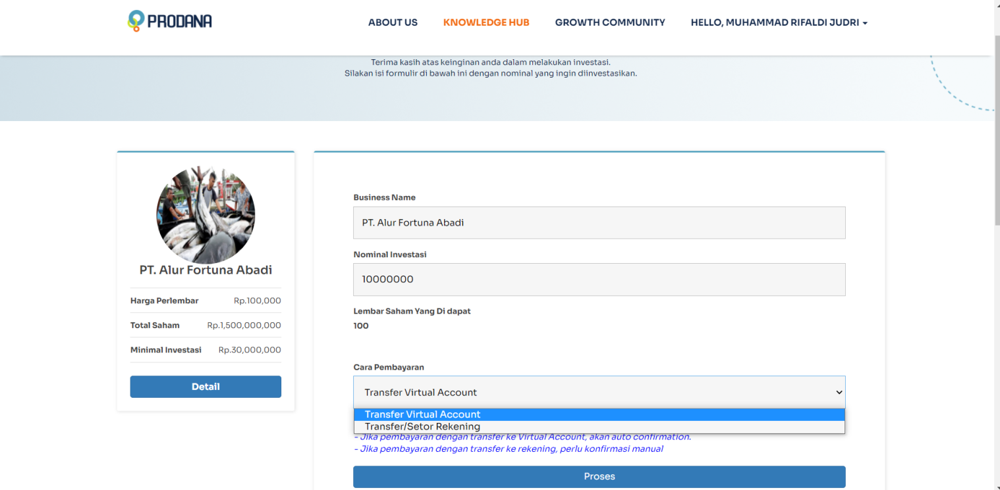 PRODANA
ABOUT US
KNOWLEDGE HUB
GROWTH COMMUNITY
HELLO, MUHAMMAD RIFALDI JUDRI
Terima kasih atas keinginan anda dalam melakukan investasi.
Silakan isi formulir di bawah ini dengan nominal yang ingin diinvestasikan.
PT. Alur Fortuna Abadi
Harga Perlembar Rp.100,000
Total Saham Rp.1,500,000,000
Minimal Investasi Rp.30,000,000
Detail
Business Name
PT. Alur Fortuna Abadi
Nominal Investasi
10000000
Lembar Saham Yang Di dapat
100
Cara Pembayaran
Transfer Virtual Account
Transfer Virtual Account
Transfer/Setor Rekening
- Jika pembayaran dengan transfer ke Virtual Account, akan auto confirmation.
- Jika pembayaran dengan transfer ke rekening, perlu konfirmasi manual
Proses